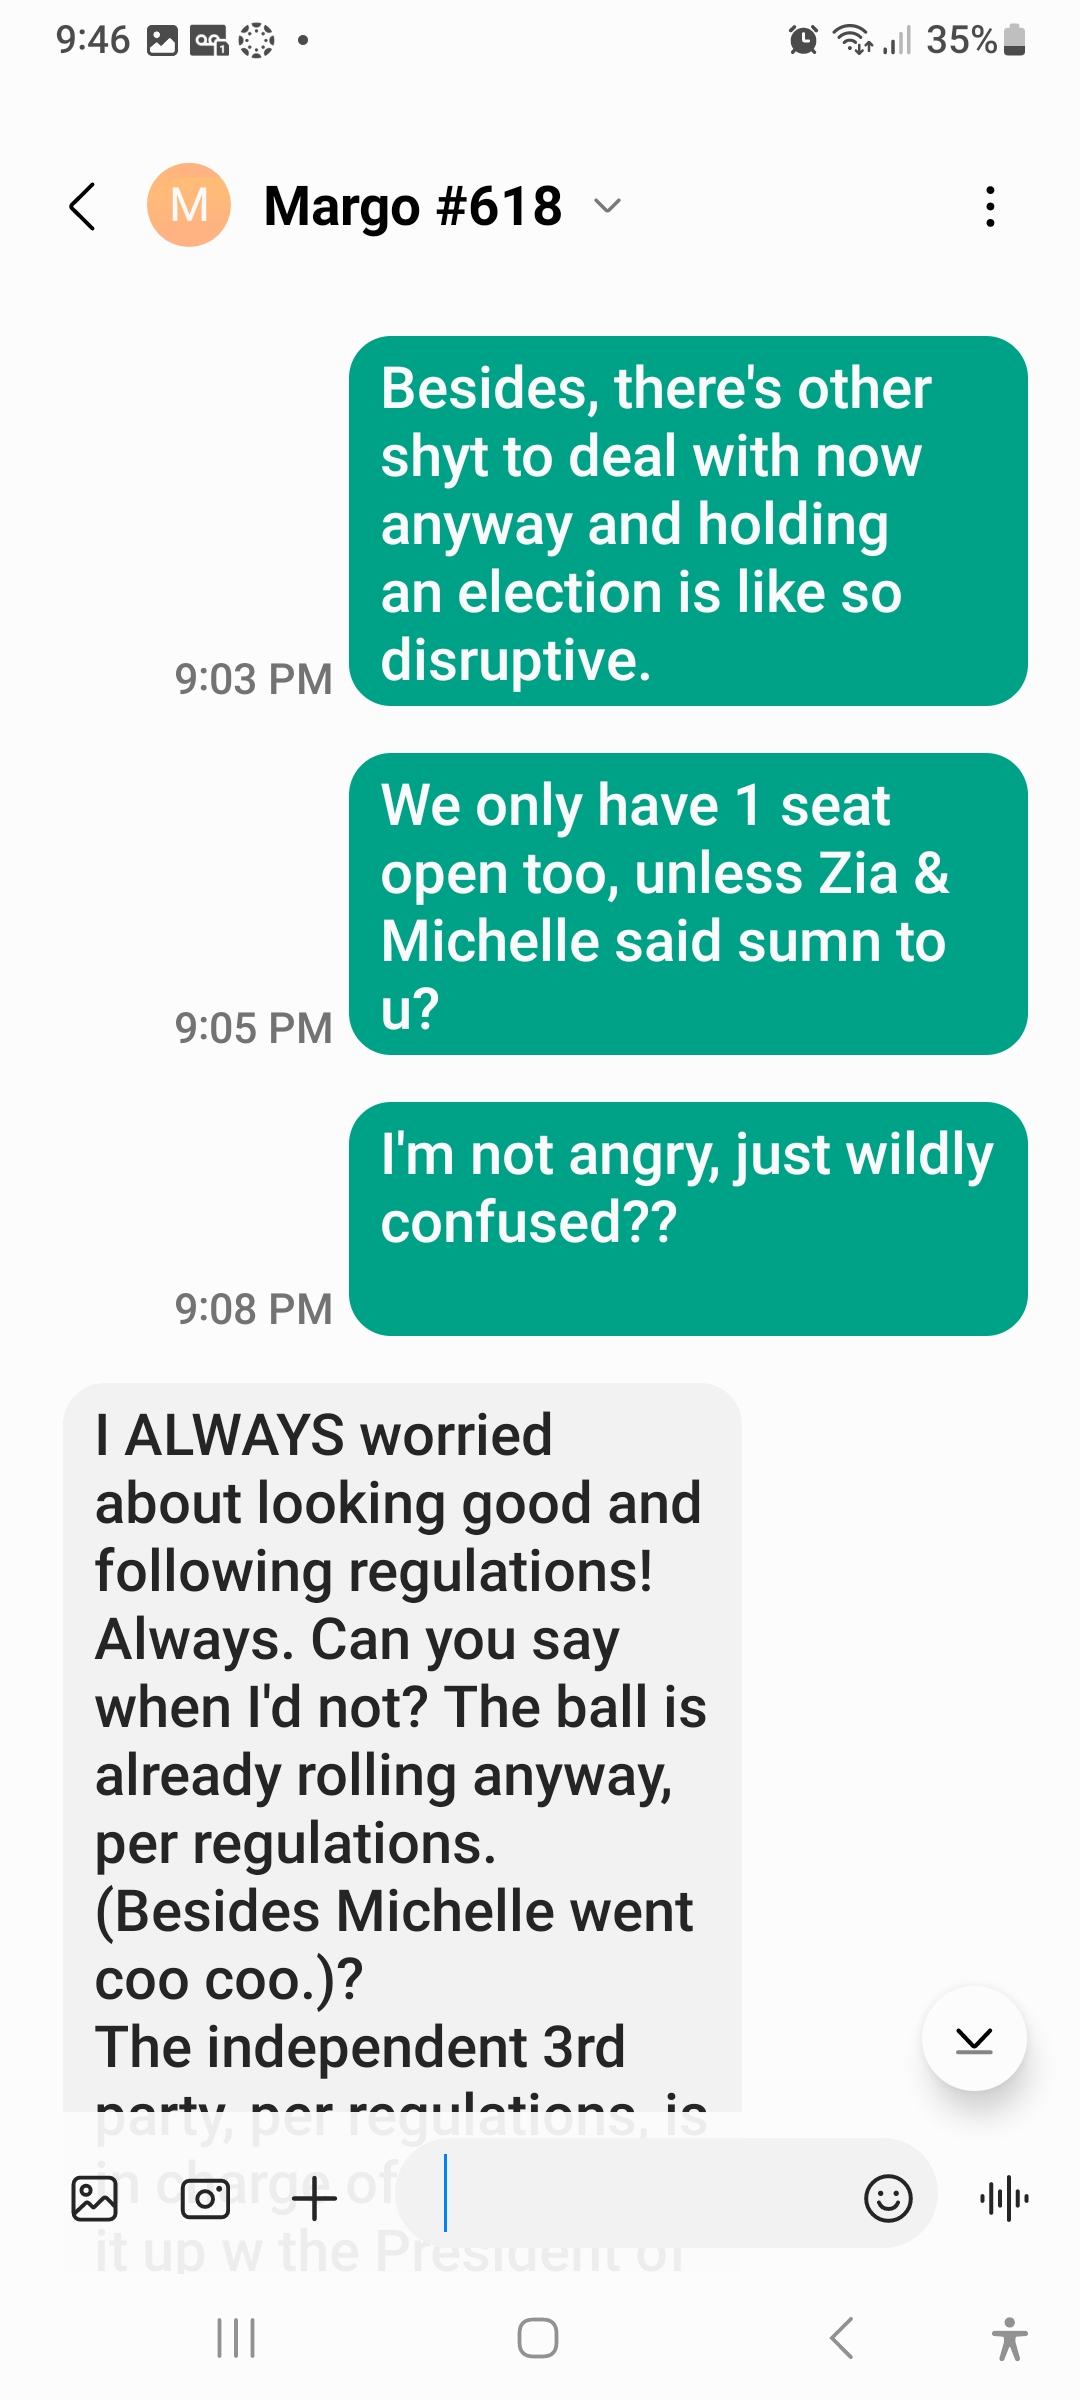 9:46
35%
M
Margo #618
Besides, there's other
shyt to deal with now
anyway and holding
an election is like so
disruptive.
9:03 PM
We only have 1 seat
open too, unless Zia &
Michelle said sumn to
u?
9:05 PM
I'm not angry, just wildly
confused??
9:08 PM
I ALWAYS worried
about looking good and
following regulations!
Always. Can you say
when I'd not? The ball is
already rolling anyway,
per regulations.
(Besides Michelle went
coo coo.)?
The independent 3rd
party, per regulations, is
in charge of
it up w the President of